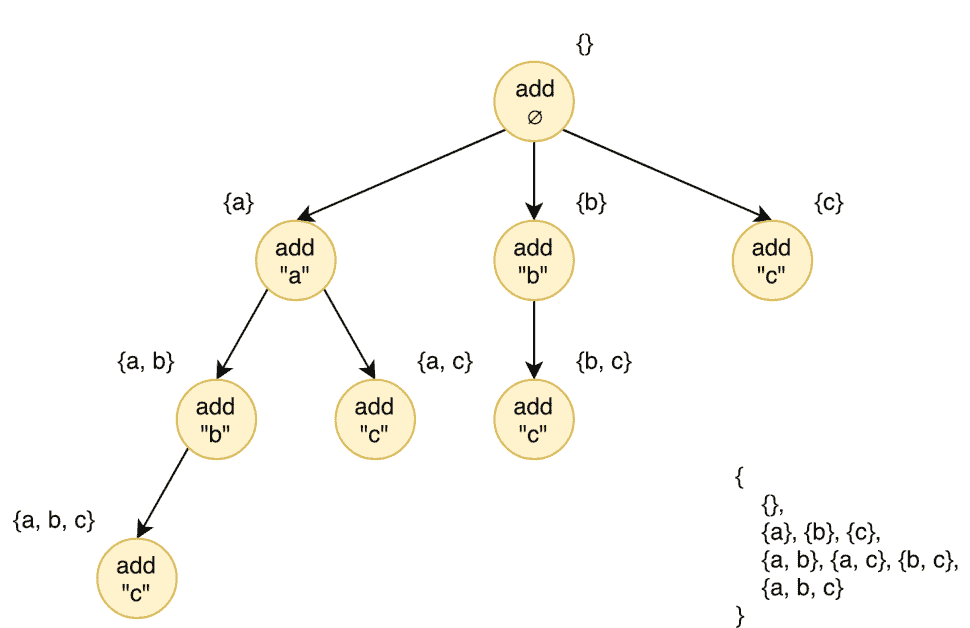 {}
add
∅
{a}
{b}
{c}
add
"a"
add
"b"
add
"c"
{a, b}
{a, c}
{b, c}
add
"b"
add
"c"
add
"c"
{a, b, c}
add
"c"
{
{},
{a}, {b}, {c},
{a, b}, {a, c}, {b, c},
{a, b, c}
}